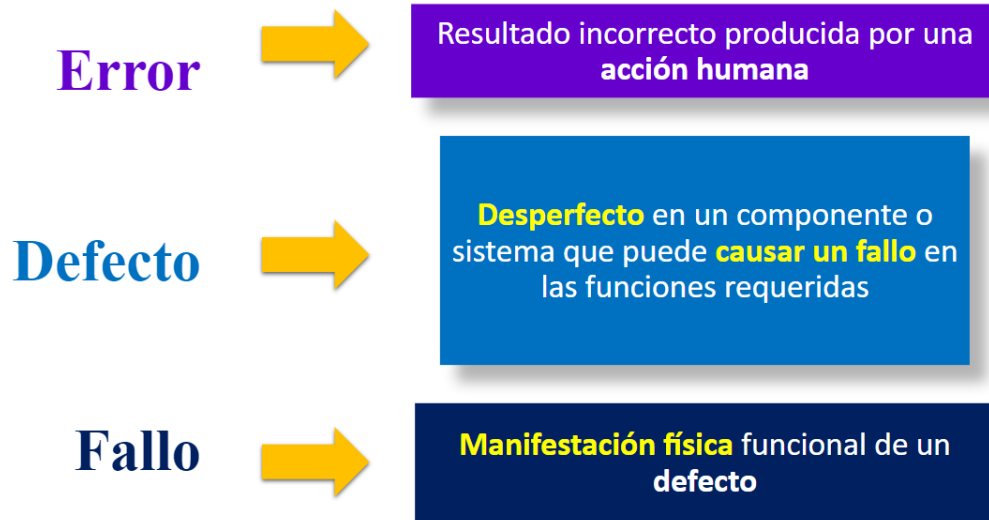 Error
Resultado incorrecto producida por una
acción humana
Defecto
Desperfecto en un componente o
sistema que puede causar un fallo en
las funciones requeridas
Fallo
Manifestación física funcional de un
defecto